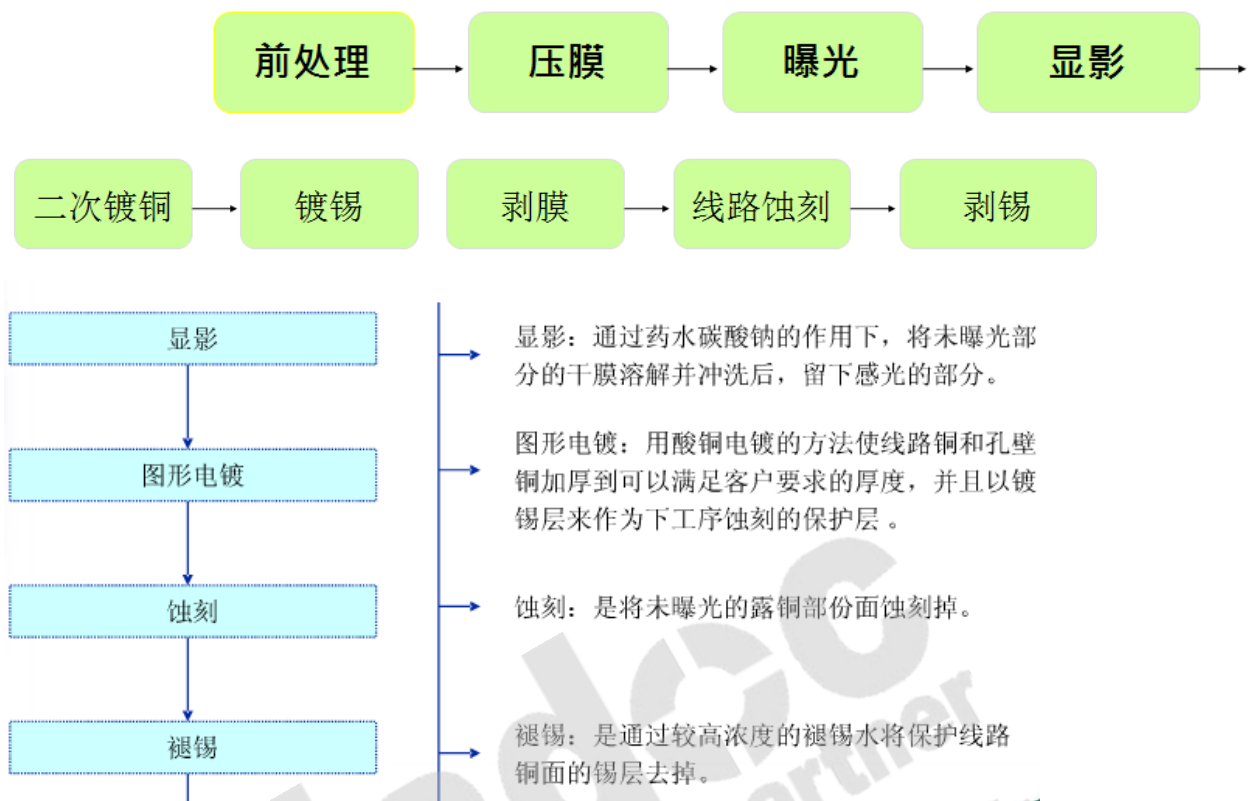 前处理
压膜
曝光
显影
二次镀铜
镀锡
剥膜
线路蚀刻
剥锡
显影
显影：通过药水碳酸钠的作用下，将未曝光部
分的干膜溶解并冲洗后，留下感光的部分。
图形电镀
图形电镀：用酸铜电镀的方法使线路铜和孔壁
铜加厚到可以满足客户要求的厚度，并且以镀
锡层来作为下工序蚀刻的保护层 。
蚀刻
蚀刻：是将未曝光的露铜部份面蚀刻掉。
褪锡
褪锡：是通过较高浓度的褪锡水将保护线路
铜面的锡层去掉。